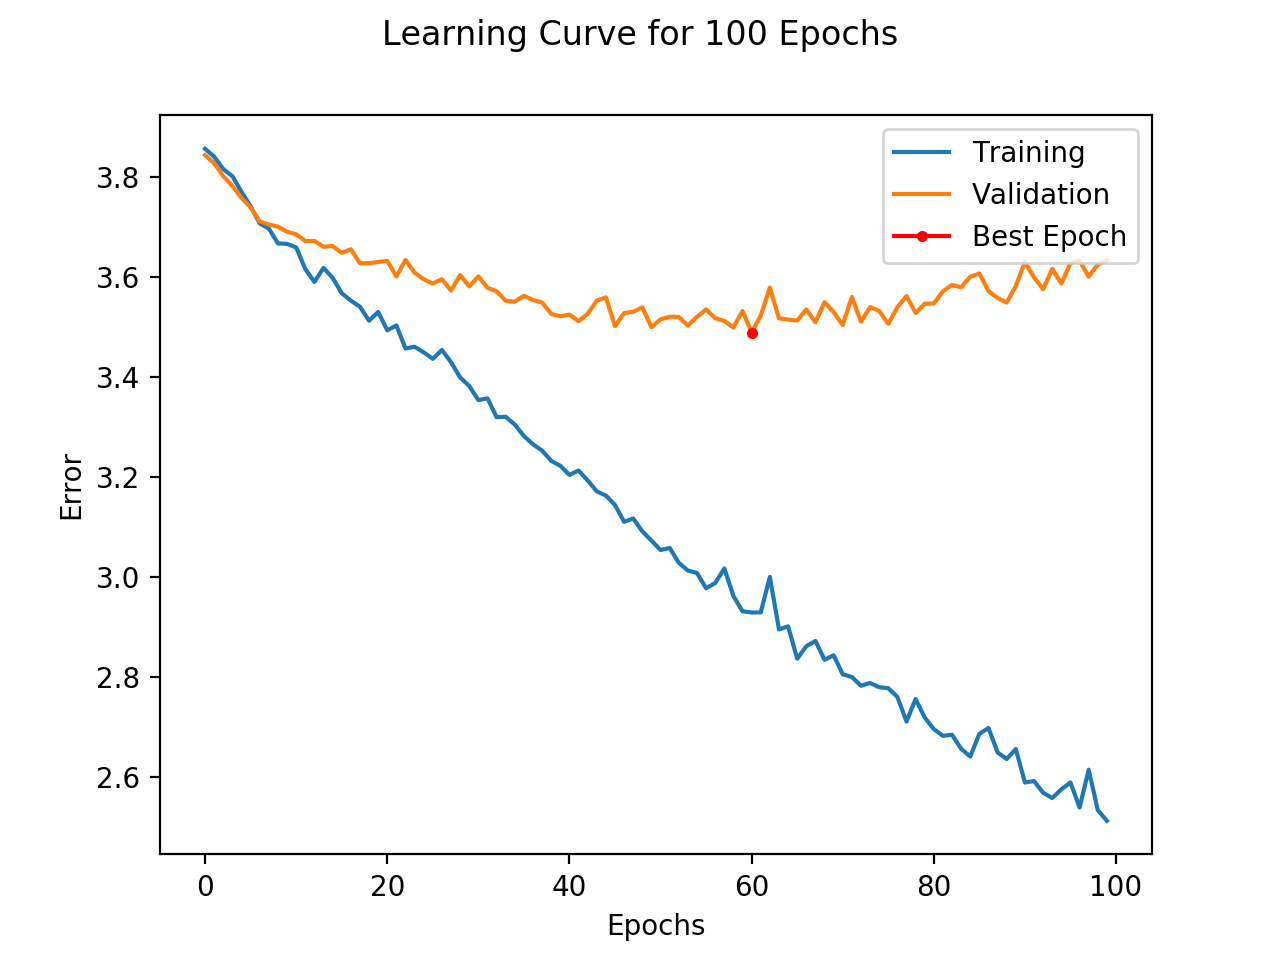 Learning Curve for 100 Epochs
Training
Validation
Best Epoch
3.8
3.6
3.4
3.2
3.0
2.8
2.6
Error
0 20 40 60 80 100
Epochs